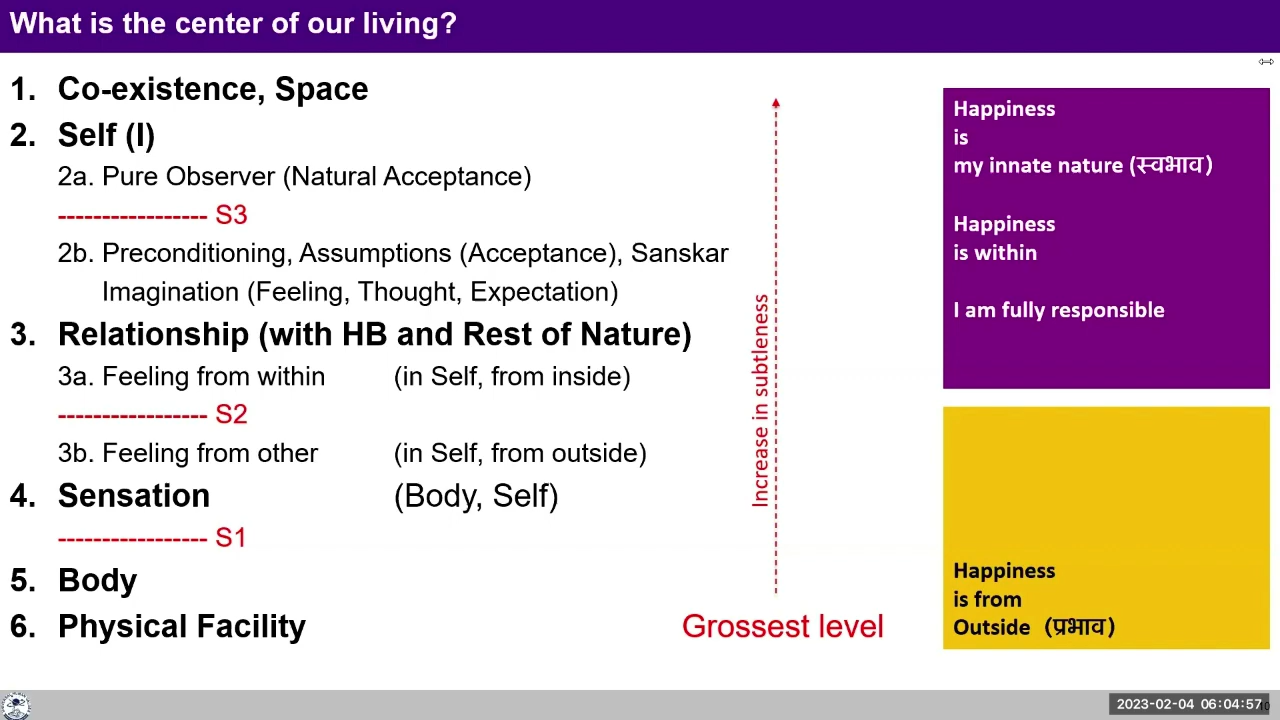 What is the center of our living?
1. Co-existence, Space
2. Self (I)
2a. Pure Observer (Natural Acceptance)
----------------- S3
2b. Preconditioning, Assumptions (Acceptance), Sanskar
Imagination (Feeling, Thought, Expectation)
3. Relationship (with HB and Rest of Nature)
3a. Feeling from within (in Self, from inside)
----------------- S2
3b. Feeling from other (in Self, from outside)
4. Sensation (Body, Self)
----------------- S1
5. Body
6. Physical Facility
Increase in subtleness
Grossest level
Happiness
is
my innate nature (स्वभाव)
Happiness
is within
I am fully responsible
Happiness
is from
Outside (प्रभाव)
2023-02-04 06:04:57